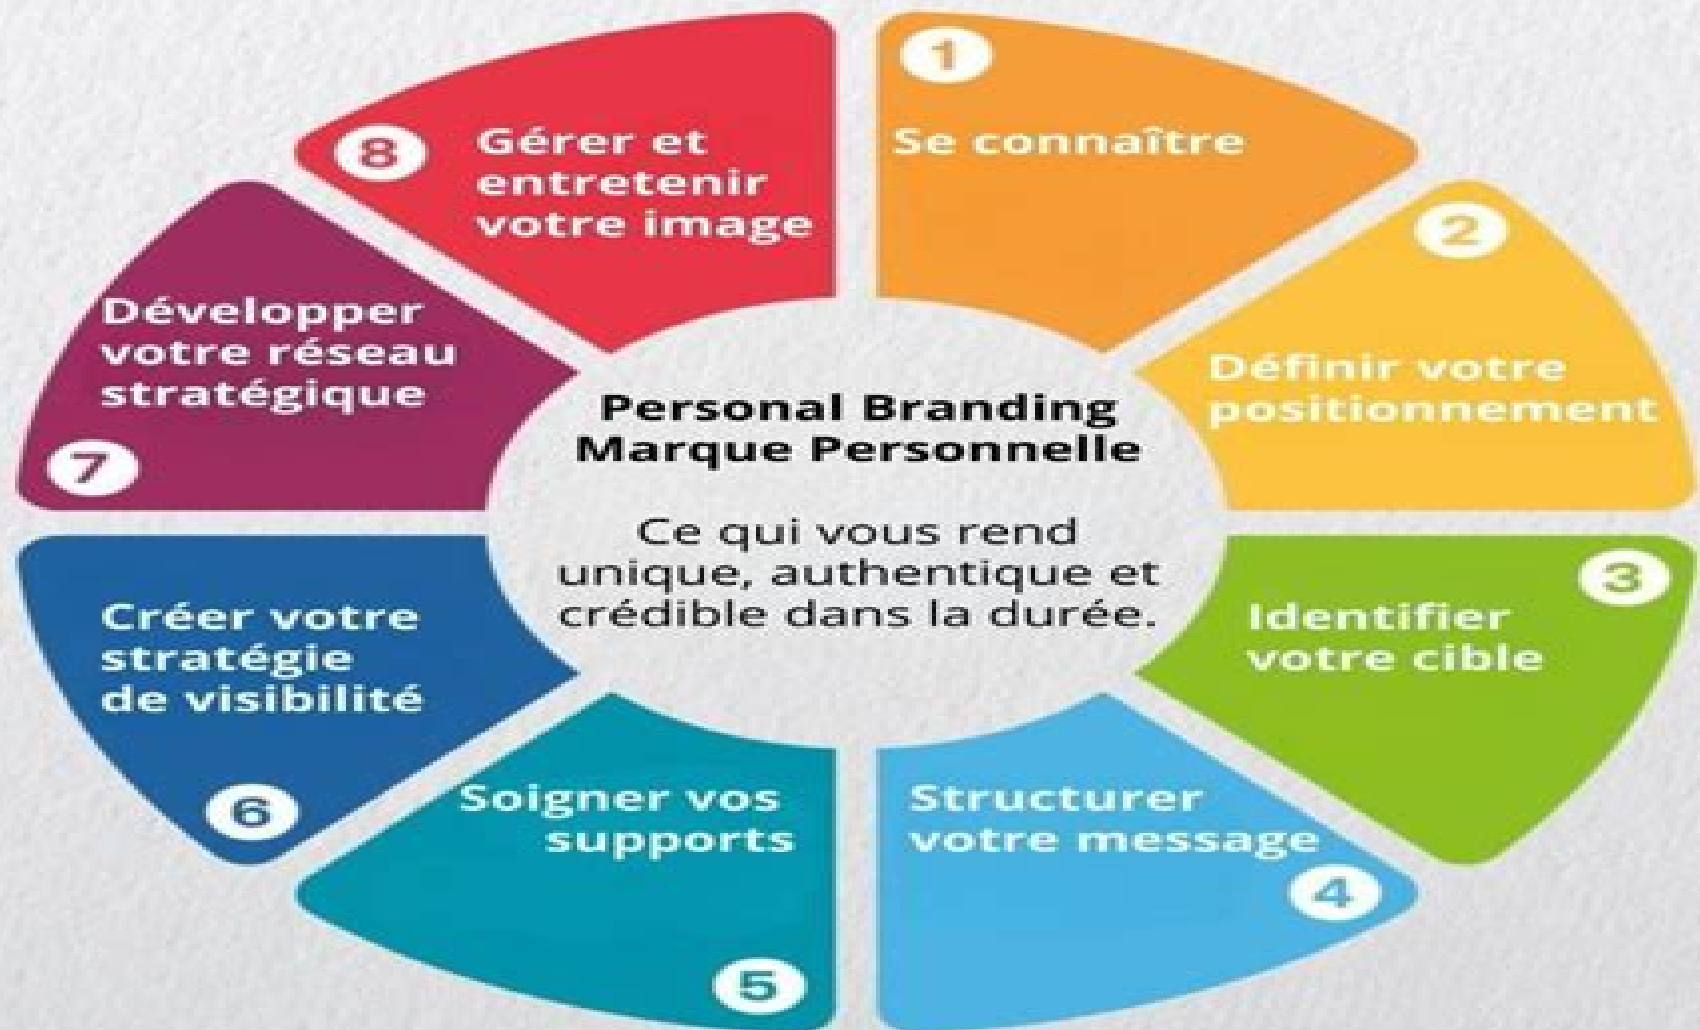 Personal Branding
Marque Personnelle
Ce qui vous rend
unique, authentique et
crédible dans la durée.
1
Se connaître
2
Définir votre
positionnement
3
Identifier
votre cible
Structurer
votre message
4
Soigner vos
supports
5
Créer votre
stratégie
de visibilité
6
Développer
votre réseau
stratégique
7
8
Gérer et
entretenir
votre image